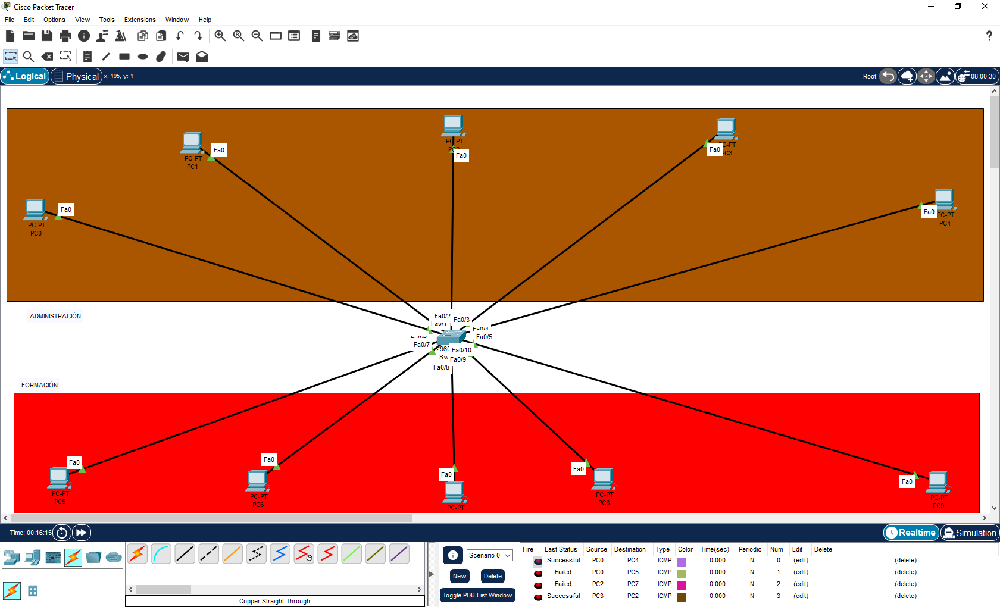 Cisco Packet Tracer
File Edit Options View Tools Extensions Window Help
Logical Physical x: 195, y: 1 Root 08:00:30
PC-PT
PC1
Fa0
PC-PT
Fa0
PC-PT
PC3
Fa0
PC-PT
PC0
Fa0
PC-PT
PC4
Fa0
ADMINISTRACIÓN
Fa0/2
Fa0/3
Fa0/1
Fa0/4
Fa0/5
Fa0/6
Fa0/7
2960
Fa0/10
Sw
Fa0/9
Fa0/8
FORMACIÓN
Fa0
PC-PT
PC5
Fa0
PC-PT
PC6
Fa0
PC-PT
Fa0
PC-PT
PC8
Fa0
PC-PT
PC9
Time: 00:16:15 Realtime Simulation
Scenario 0
New Delete
Toggle PDU List Window
Copper Straight-Through
Fire Last Status Source Destination Type Color Time(sec) Periodic Num Edit Delete
Successful PC0 PC4 ICMP 0.000 N 0 (edit) (delete)
Failed PC0 PC5 ICMP 0.000 N 1 (edit) (delete)
Failed PC2 PC7 ICMP 0.000 N 2 (edit) (delete)
Successful PC3 PC2 ICMP 0.000 N 3 (edit) (delete)